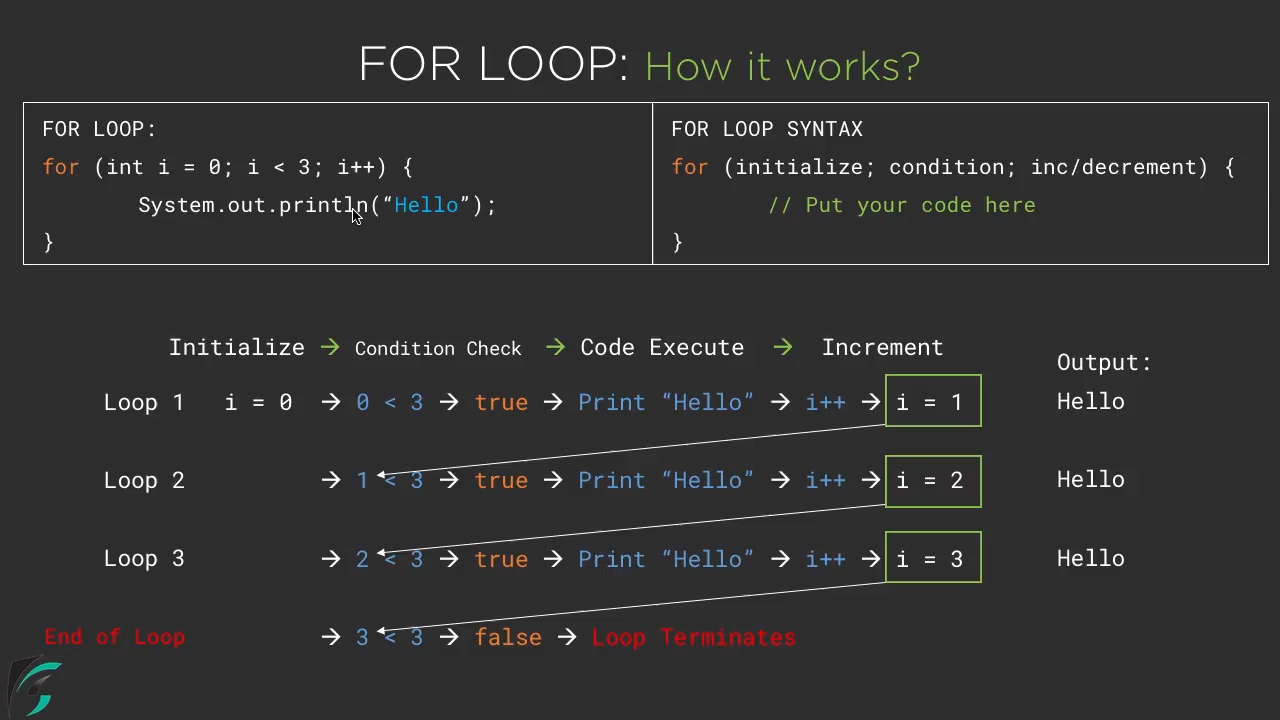 FOR LOOP: How it works?
FOR LOOP:
for (int i = 0; i < 3; i++) {
System.out.println(“Hello”);
}
FOR LOOP SYNTAX
for (initialize; condition; inc/decrement) {
// Put your code here
}
Initialize → Condition Check → Code Execute → Increment
Output:
Loop 1 i = 0 → 0 < 3 → true → Print “Hello” → i++ → i = 1 Hello
Loop 2 → 1 < 3 → true → Print “Hello” → i++ → i = 2 Hello
Loop 3 → 2 < 3 → true → Print “Hello” → i++ → i = 3 Hello
End of Loop → 3 < 3 → false → Loop Terminates